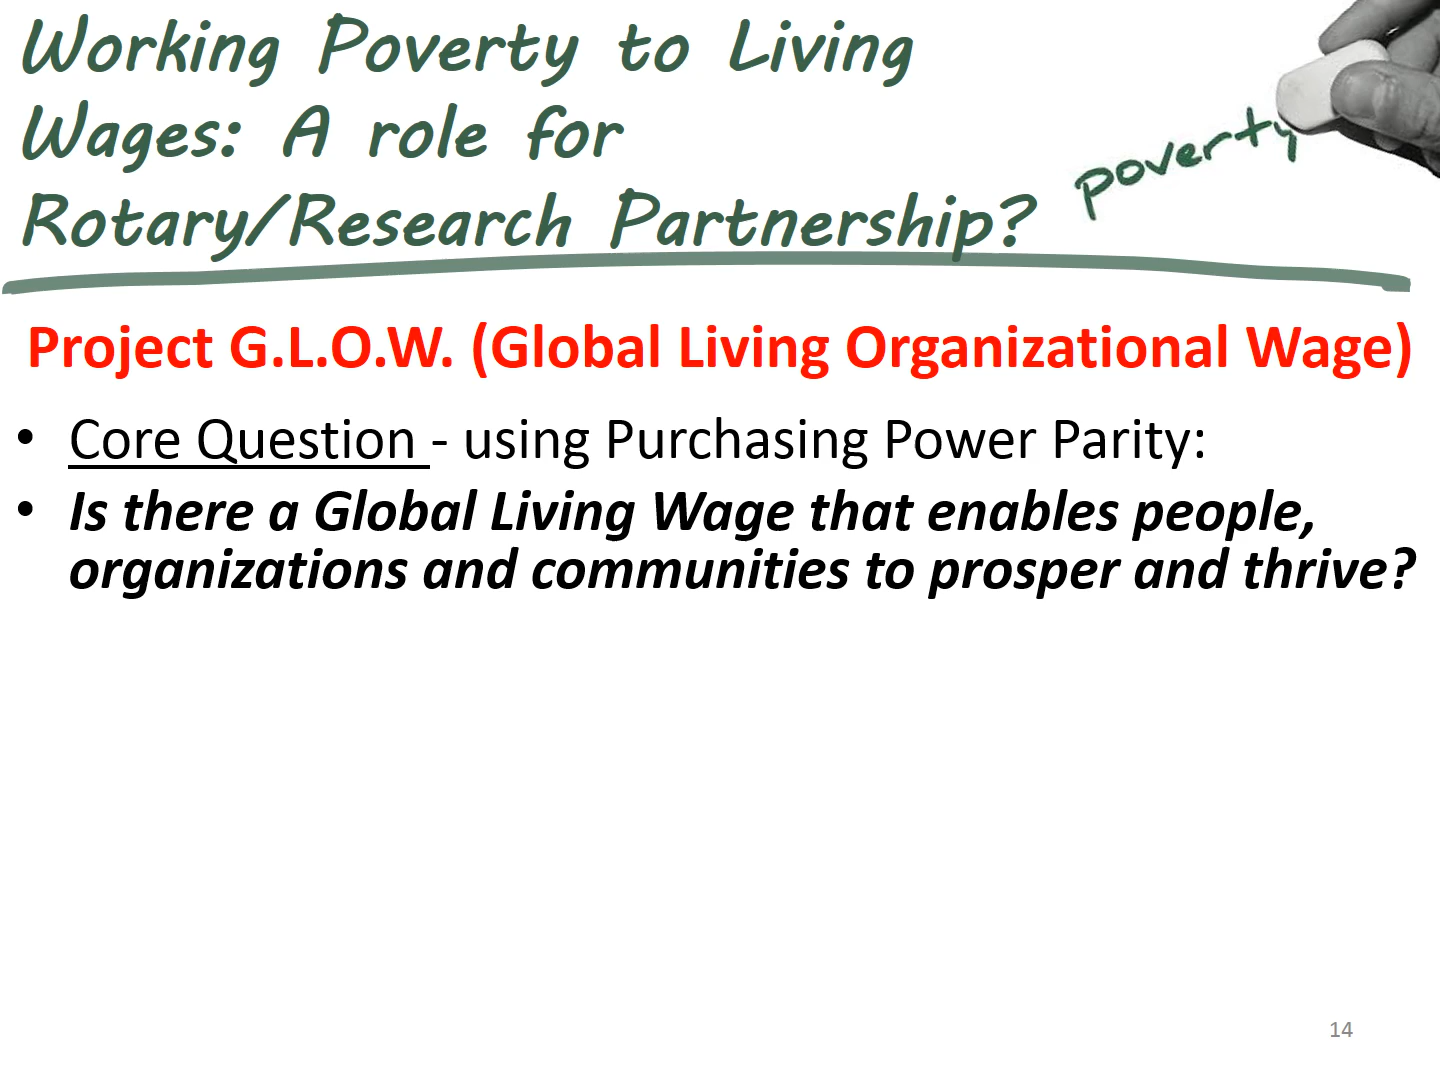 Working Poverty to Living
Wages: A role for
Rotary/Research Partnership?
poverty
Project G.L.O.W. (Global Living Organizational Wage)
• Core Question - using Purchasing Power Parity:
• Is there a Global Living Wage that enables people,
organizations and communities to prosper and thrive?
14